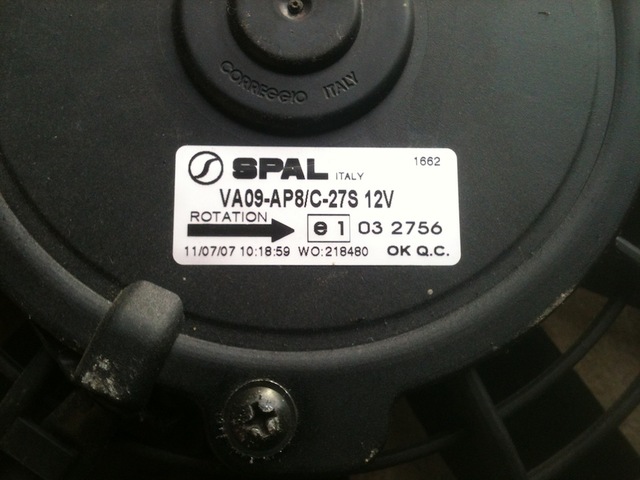 CORREGGIO ITALY
SPAL ITALY 1662
VA09-AP8/C-27S 12V
ROTATION
e1 03 2756
11/07/07 10:18:59 WO:218480 OK Q.C.